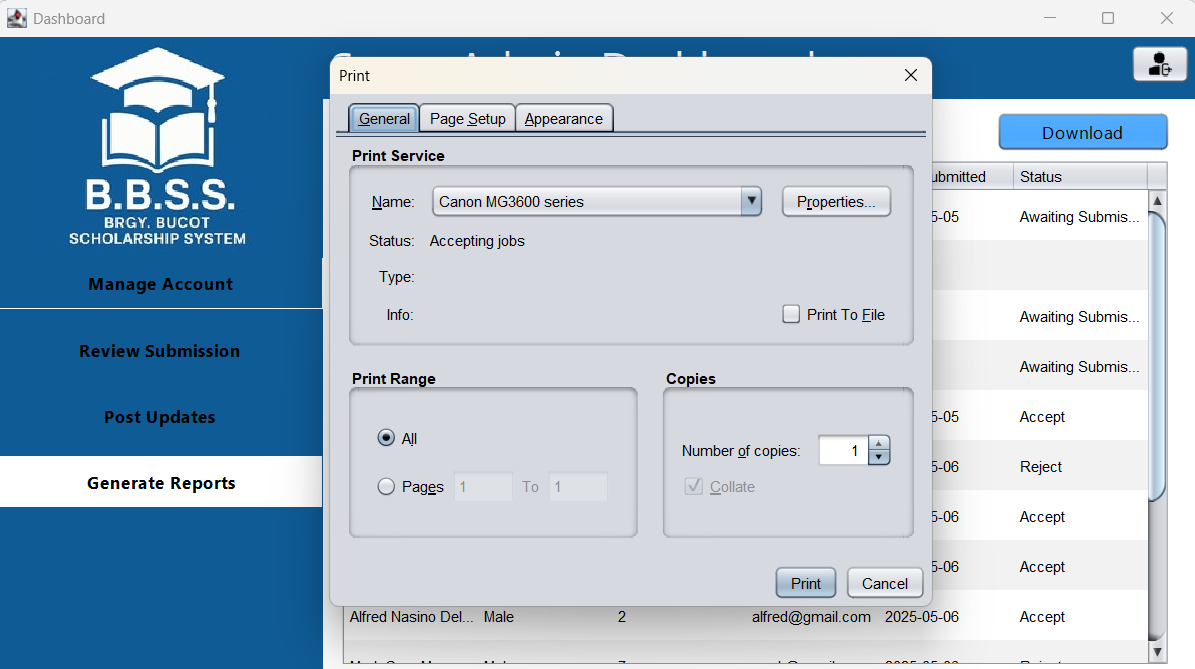 Dashboard
Print
General Page Setup Appearance
Download
Print Service
ubmitted Status
B.B.S.S.
BRGY. BUCOT
SCHOLARSHIP SYSTEM
Name: Canon MG3600 series Properties...
5-05 Awaiting Submis...
Status: Accepting jobs
Type:
Manage Account
Info: Print To File
Awaiting Submis...
Review Submission
Awaiting Submis...
Print Range Copies
Post Updates
5-05 Accept
All
Number of copies: 1
5-06 Reject
Generate Reports
Pages 1 To 1 Collate
5-06 Accept
5-06 Accept
Print Cancel
Alfred Nasino Del... Male 2 alfred@gmail.com 2025-05-06 Accept